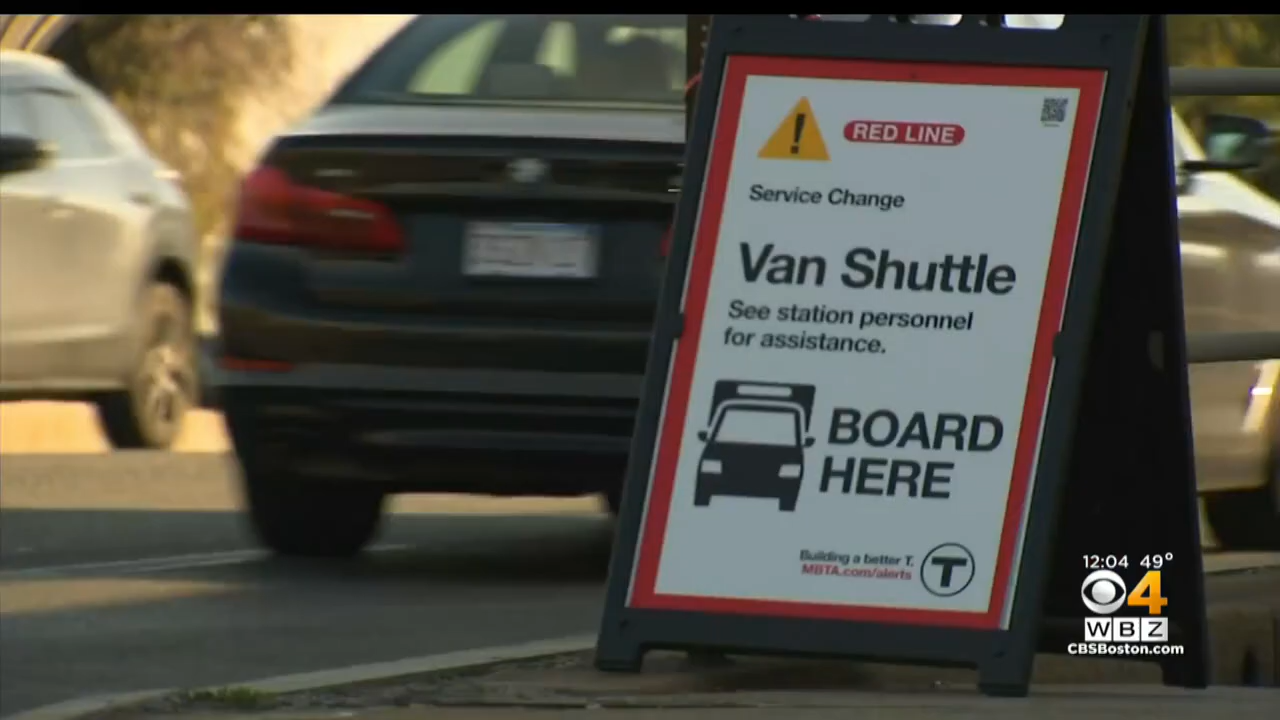 RED LINE
Service Change
Van Shuttle
See station personnel
for assistance.
BOARD
HERE
Building a better T.
MBTA.com/alerts
T
12:04 49°
4
WBZ
CBSBoston.com